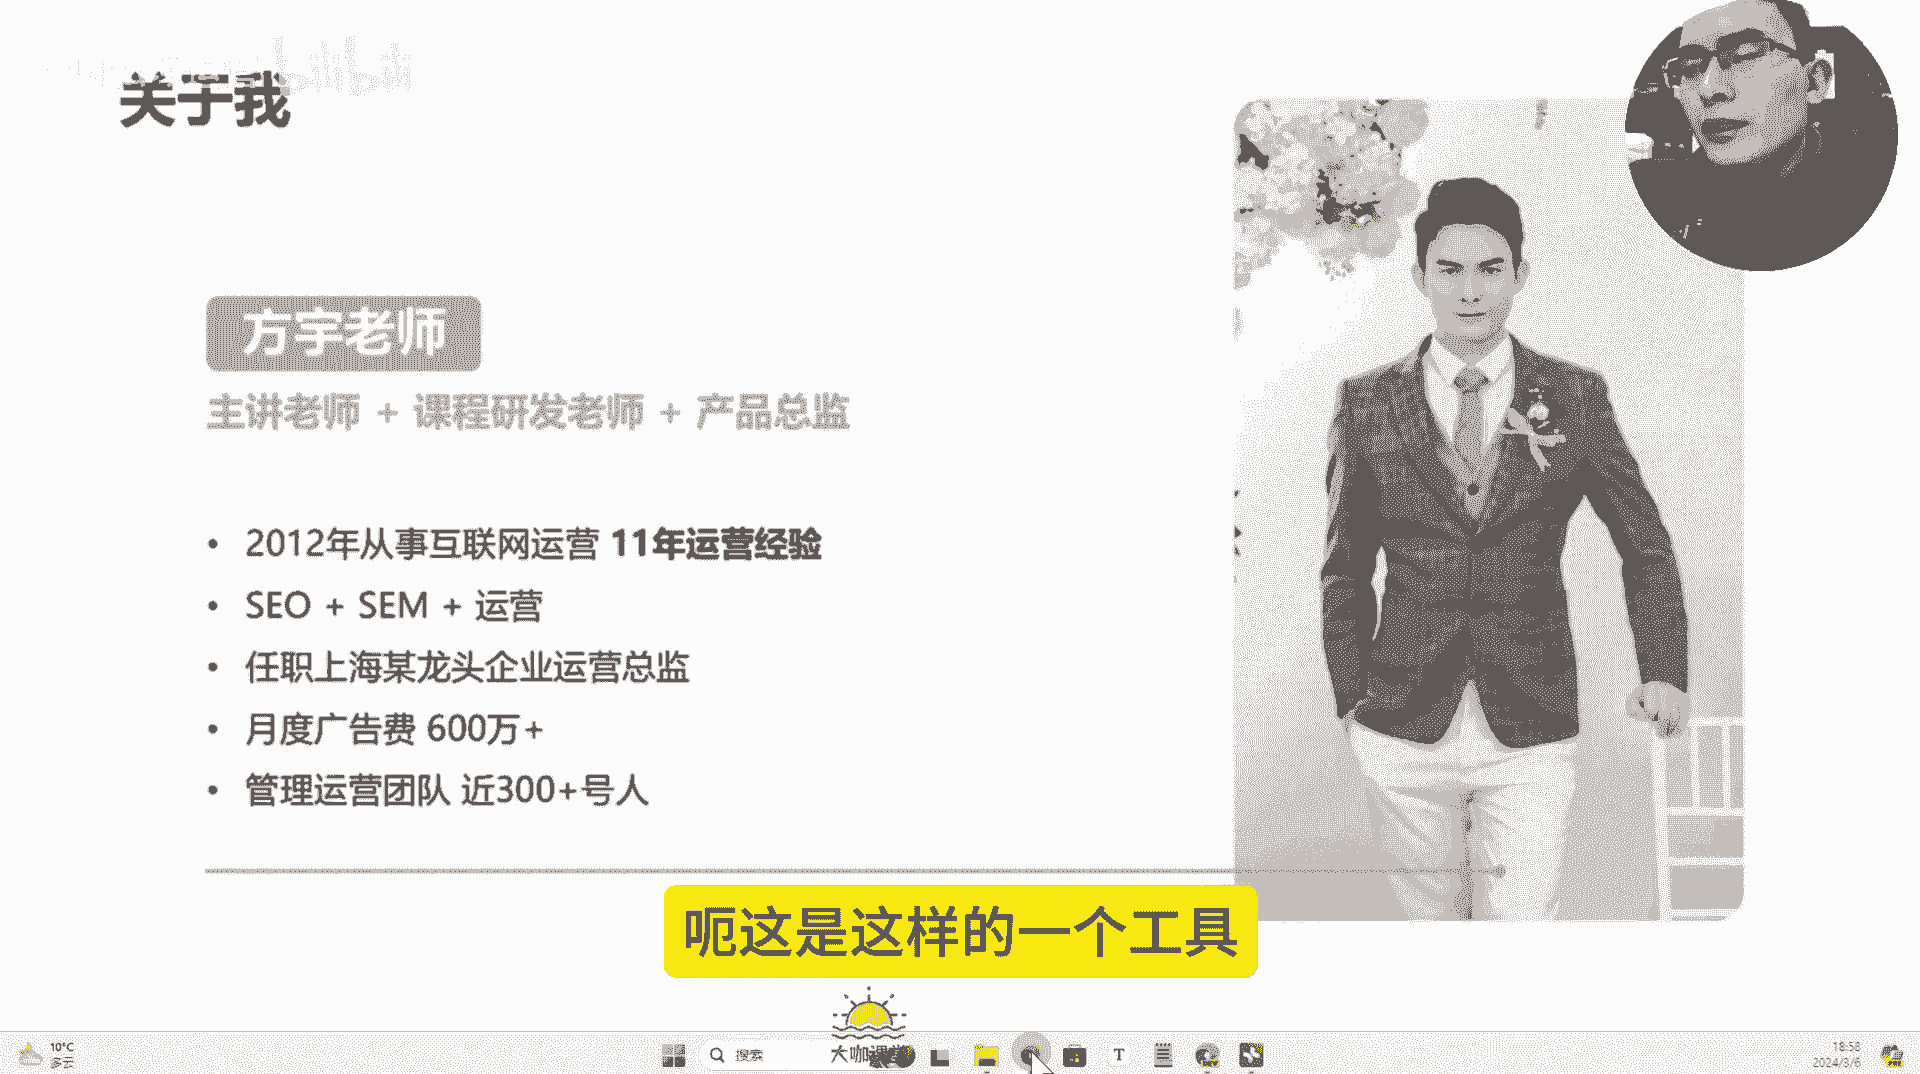 bilibili
关于我
方宇老师
主讲老师 + 课程研发老师 + 产品总监
• 2012年从事互联网运营 11年运营经验
• SEO + SEM + 运营
• 任职上海某龙头企业运营总监
• 月度广告费 600万+
• 管理运营团队 近300+号人
呃这是这样的一个工具
10°C
多云
搜索
大咖课堂
T
DEV
18:58
2024/3/6
PRE